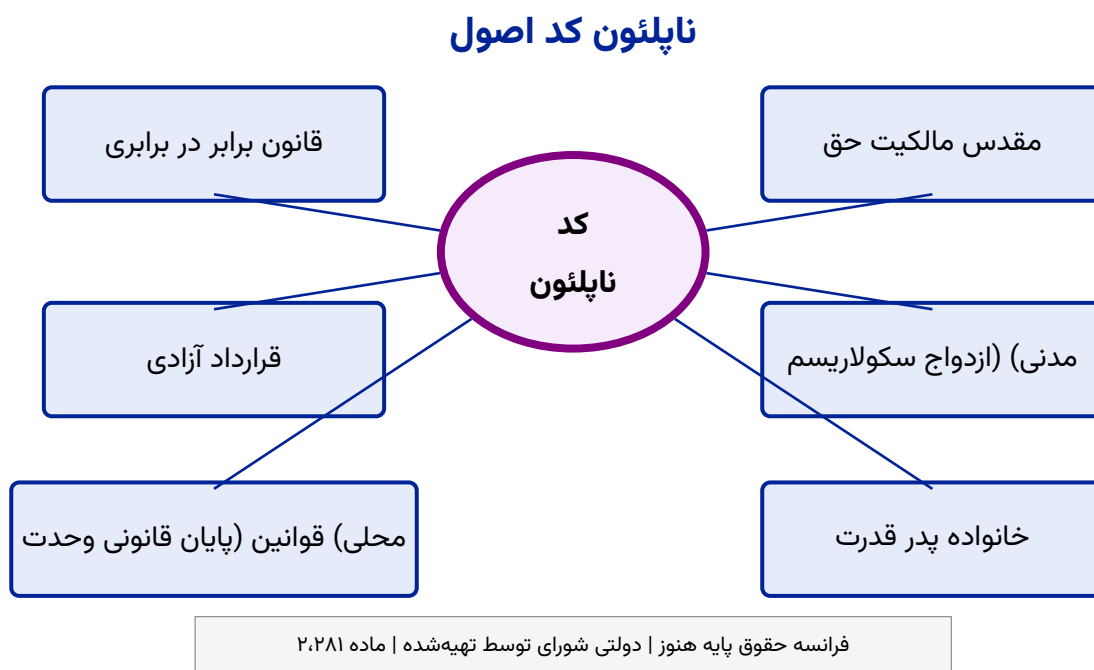 ناپلئون کد اصول
مقدس مالکیت حق
قانون برابر در برابری
کد
ناپلئون
مدنی) (ازدواج سکولاریسم
قرارداد آزادی
خانواده پدر قدرت
محلی) قوانین (پایان قانونی وحدت
فرانسه حقوق پایه هنوز | دولتی شورای توسط تهیه‌شده | ماده ۲،۲۸۱